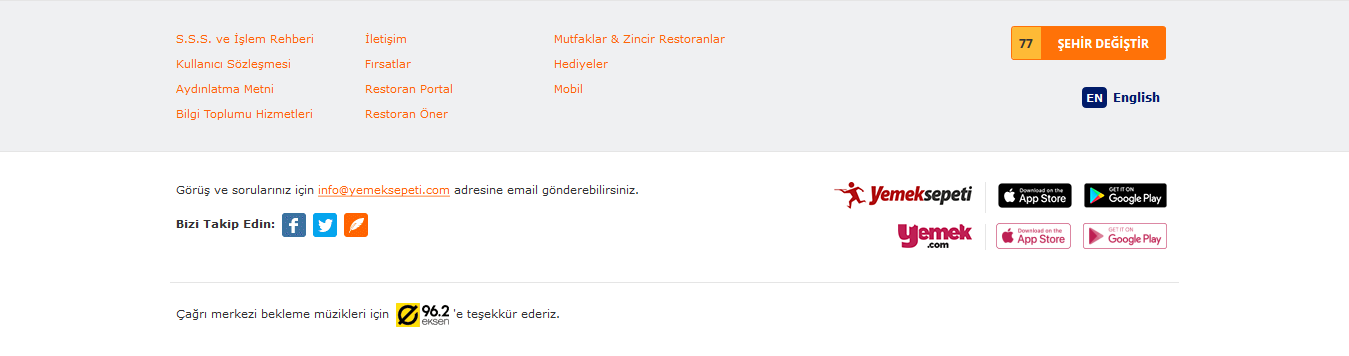 S.S.S. ve İşlem Rehberi
Kullanıcı Sözleşmesi
Aydınlatma Metni
Bilgi Toplumu Hizmetleri
İletişim
Fırsatlar
Restoran Portal
Restoran Öner
Mutfaklar & Zincir Restoranlar
Hediyeler
Mobil
77 ŞEHİR DEĞİŞTİR
EN English
Görüş ve sorularınız için info@yemeksepeti.com adresine email gönderebilirsiniz.
Bizi Takip Edin:
Yemeksepeti
Download on the
App Store
GET IT ON
Google Play
Yemek
.com
Download on the
App Store
GET IT ON
Google Play
Çağrı merkezi bekleme müzikleri için 96.2 eksen 'e teşekkür ederiz.